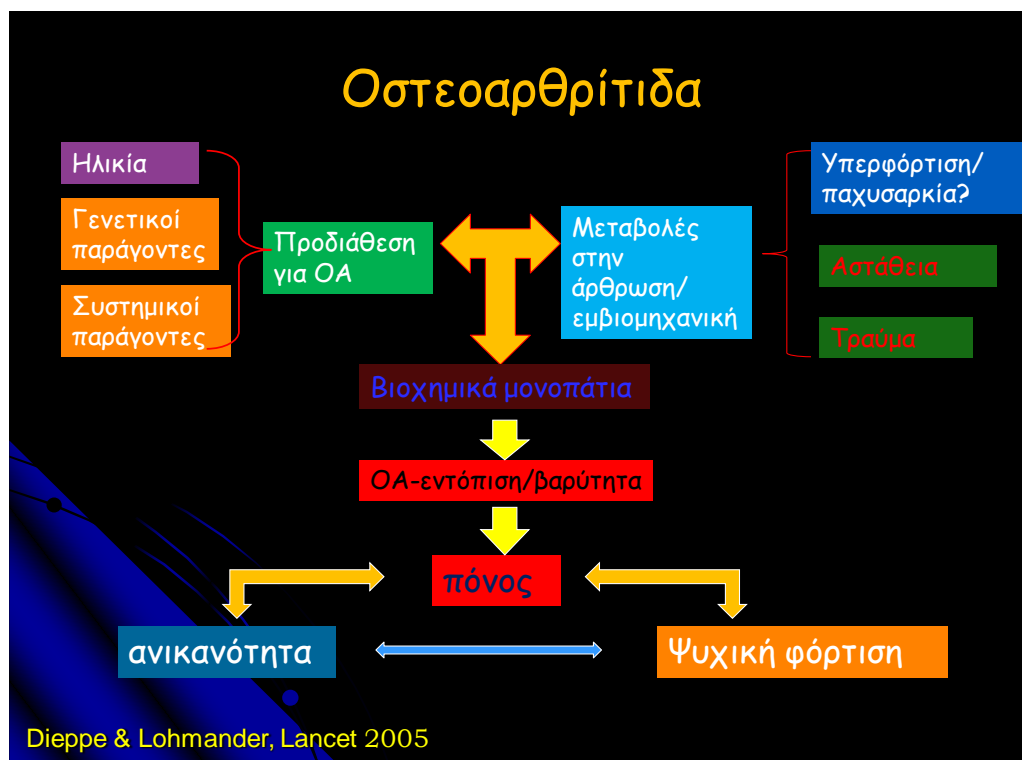 Οστεοαρθρίτιδα
Ηλικία
Γενετικοί
παράγοντες
Συστημικοί
παράγοντες
Προδιάθεση
για ΟΑ
Μεταβολές
στην
άρθρωση/
εμβιομηχανική
Υπερφόρτιση/
παχυσαρκία?
Αστάθεια
Τραύμα
Βιοχημικά μονοπάτια
ΟΑ-εντόπιση/βαρύτητα
πόνος
ανικανότητα
Ψυχική φόρτιση
Dieppe & Lohmander, Lancet 2005